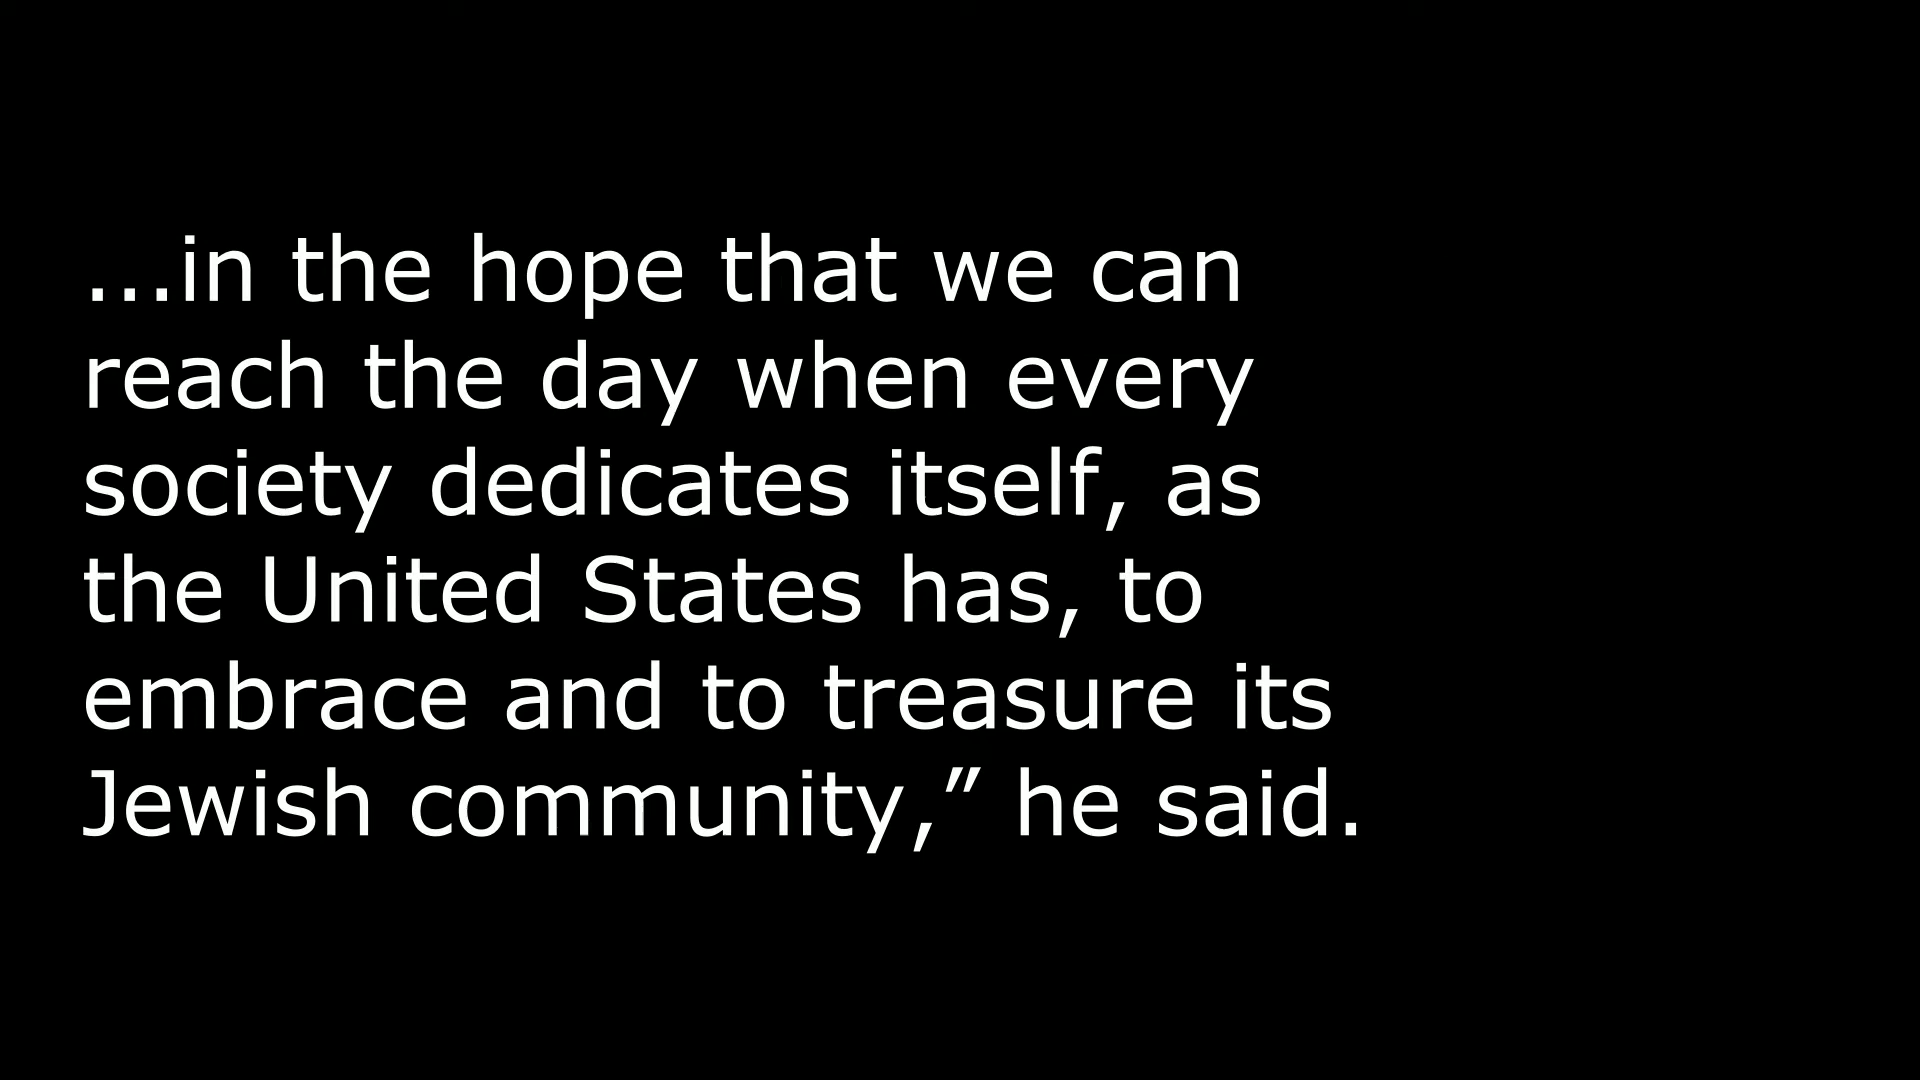 ...in the hope that we can
reach the day when every
society dedicates itself, as
the United States has, to
embrace and to treasure its
Jewish community,” he said.